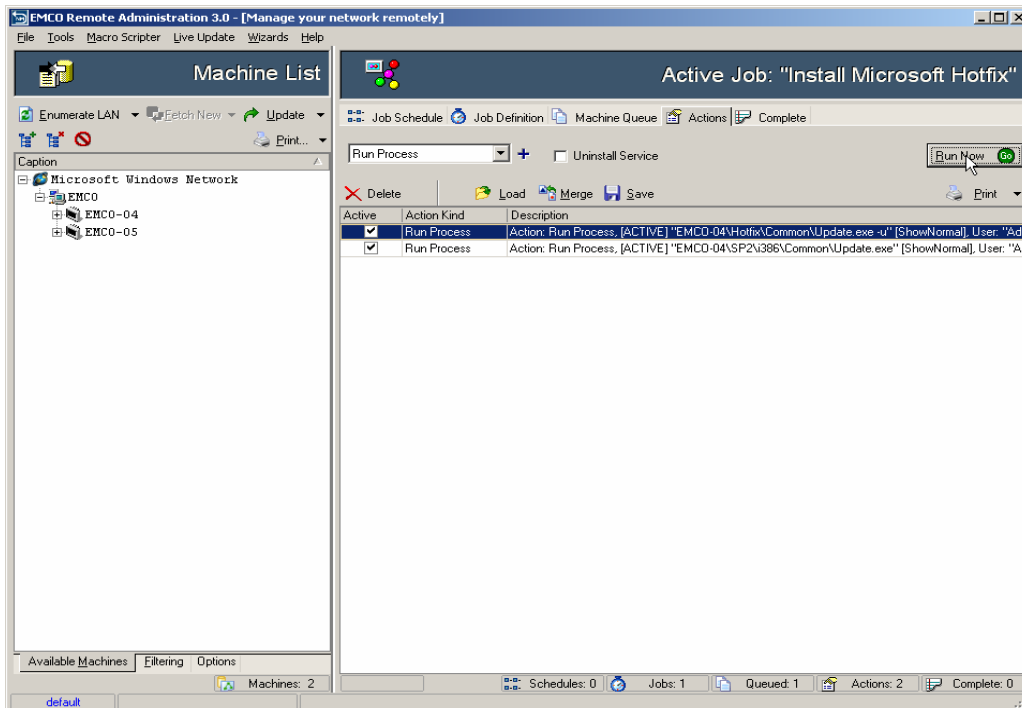 EMCO Remote Administration 3.0 - [Manage your network remotely]
File Tools Macro Scripter Live Update Wizards Help
Machine List
Active Job: "Install Microsoft Hotfix"
Enumerate LAN Fetch New Update
Job Schedule Job Definition Machine Queue Actions Complete
Print...
Run Process Uninstall Service Run Now Go
Caption
Microsoft Windows Network
EMCO
EMCO-04
EMCO-05
Delete Load Merge Save Print
Active Action Kind Description
Run Process Action: Run Process, [ACTIVE] "EMCO-04\Hotfix\Common\Update.exe -u" [ShowNormal], User: "Ad
Run Process Action: Run Process, [ACTIVE] "EMCO-04\SP2\i386\Common\Update.exe" [ShowNormal], User: "A
Available Machines Filtering Options
Machines: 2
Schedules: 0 Jobs: 1 Queued: 1 Actions: 2 Complete: 0
default